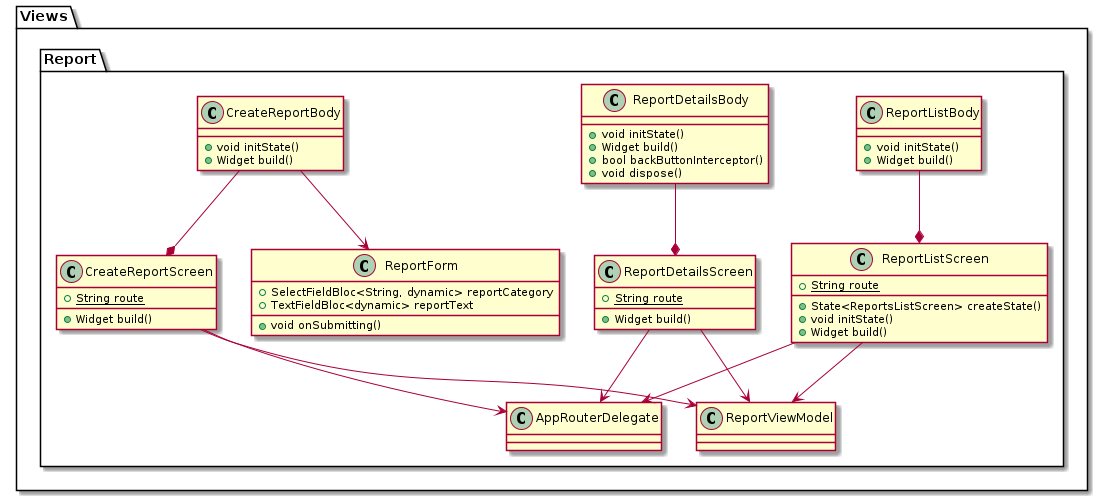 Views
Report
C CreateReportBody
void initState()
Widget build()
C ReportDetailsBody
void initState()
Widget build()
bool backButtonInterceptor()
void dispose()
C ReportListBody
void initState()
Widget build()
C CreateReportScreen
String route
Widget build()
C ReportForm
SelectFieldBloc<String, dynamic> reportCategory
TextFieldBloc<dynamic> reportText
void onSubmitting()
C ReportDetailsScreen
String route
Widget build()
C ReportListScreen
String route
State<ReportsListScreen> createState()
void initState()
Widget build()
C AppRouterDelegate
C ReportViewModel